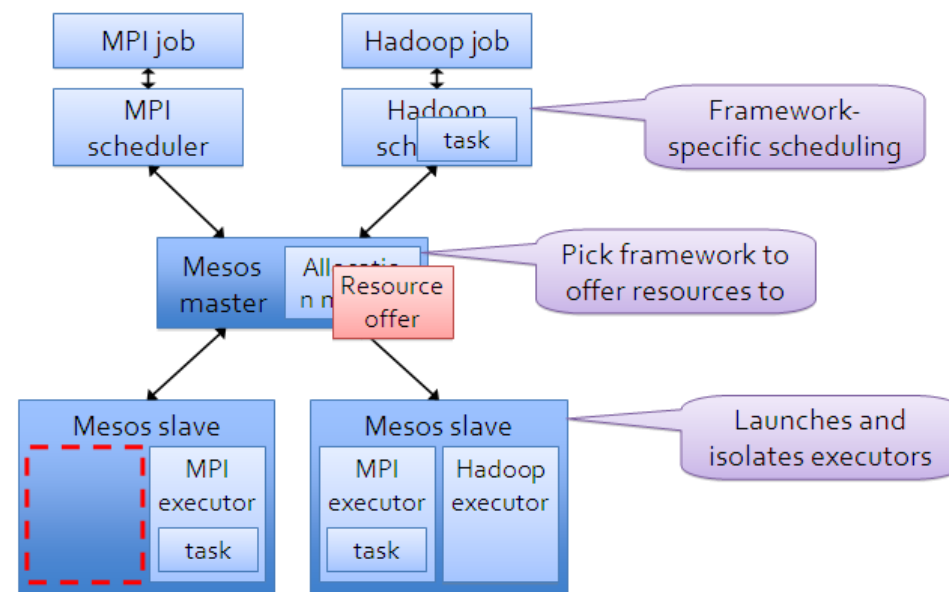 MPI job
Hadoop job
MPI
scheduler
Hadoop
sch
task
Framework-
specific scheduling
Mesos
master
n
Resource
offer
Pick framework to
offer resources to
Mesos slave
MPI
executor
task
Mesos slave
MPI
executor
task
Hadoop
executor
Launches and
isolates executors